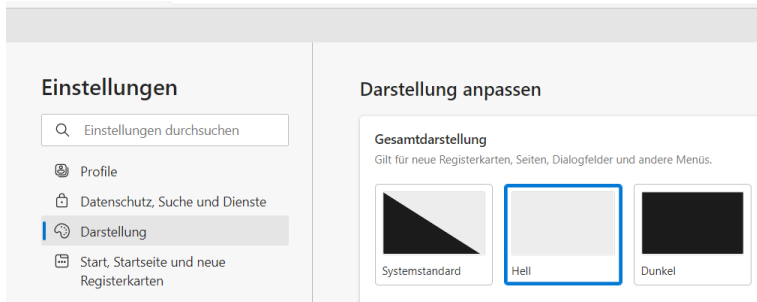 Einstellungen
Einstellungen durchsuchen
Profile
Datenschutz, Suche und Dienste
Darstellung
Start, Startseite und neue
Registerkarten
Darstellung anpassen
Gesamtdarstellung
Gilt für neue Registerkarten, Seiten, Dialogfelder und andere Menüs.
Systemstandard
Hell
Dunkel